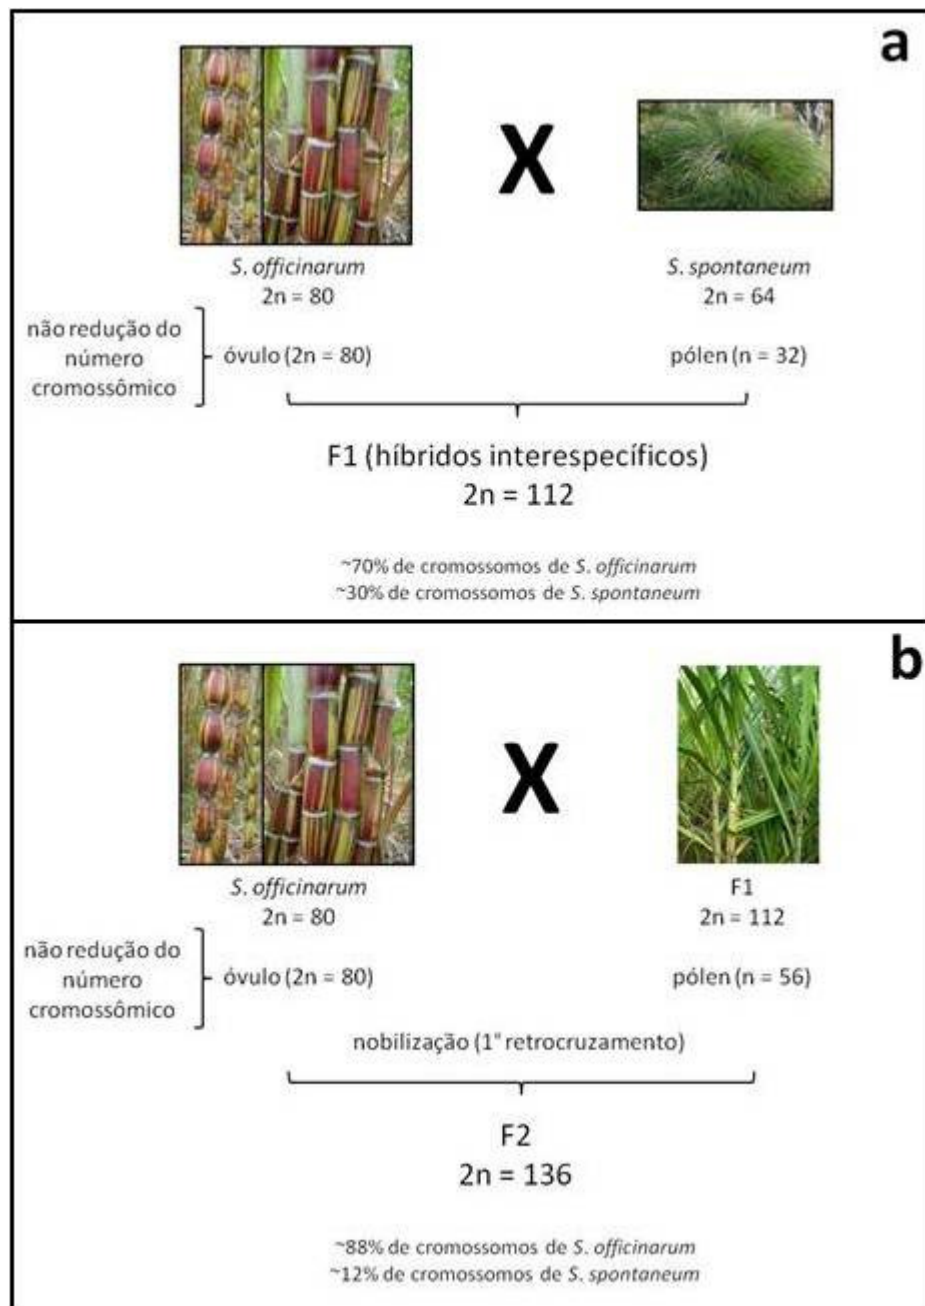 a
X
S. officinarum
2n = 80
S. spontaneum
2n = 64
não redução do
número
cromossômico
óvulo (2n = 80)
pólen (n = 32)
F1 (híbridos interespecíficos)
2n = 112
~70% de cromossomos de S. officinarum
~30% de cromossomos de S. spontaneum
b
X
S. officinarum
2n = 80
F1
2n = 112
não redução do
número
cromossômico
óvulo (2n = 80)
pólen (n = 56)
nobilização (1° retrocruzamento)
F2
2n = 136
~88% de cromossomos de S. officinarum
~12% de cromossomos de S. spontaneum